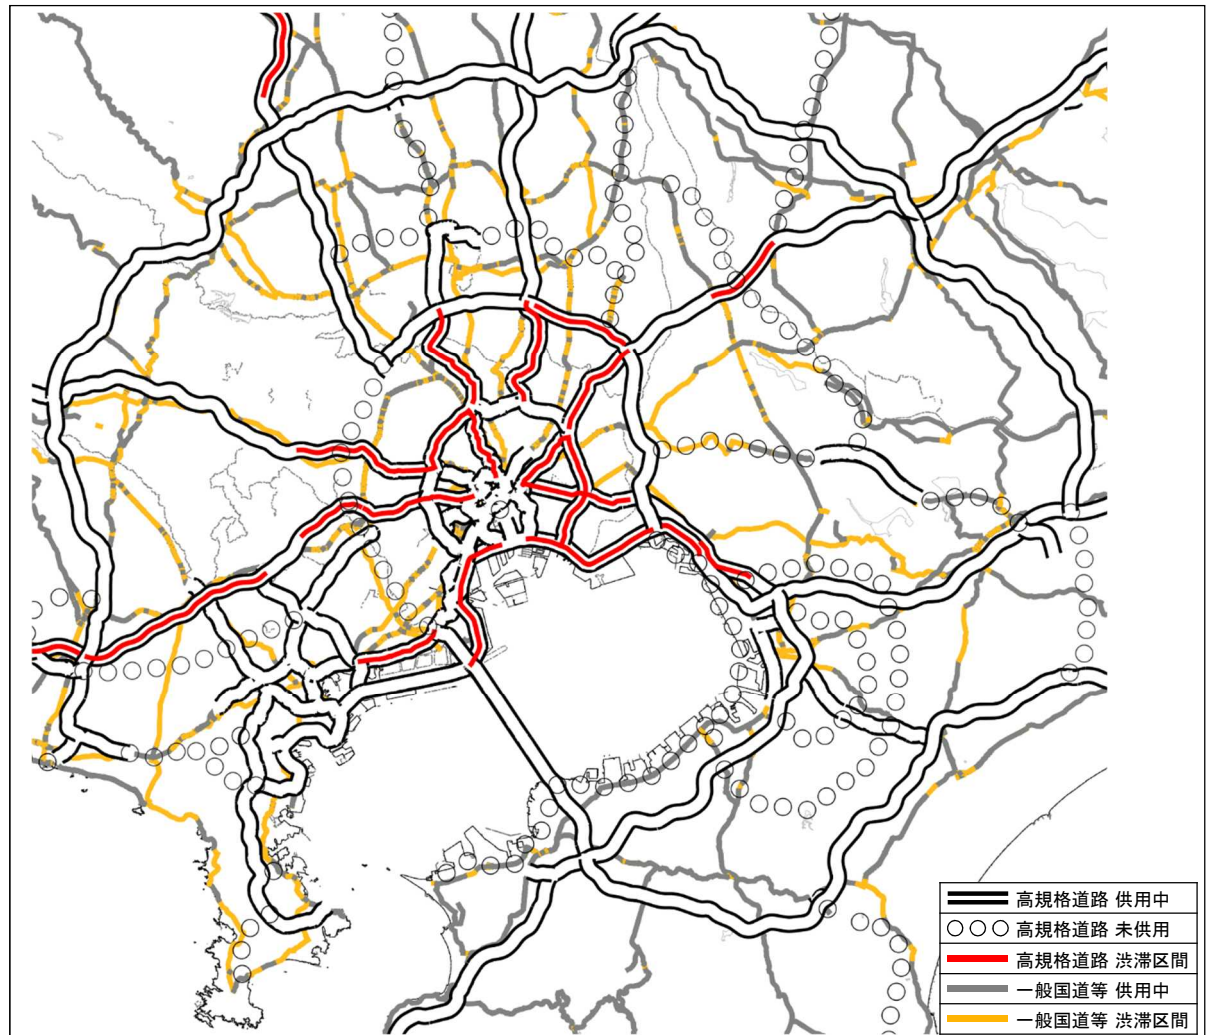 高規格道路 供用中
高規格道路 未供用
高規格道路 渋滞区間
一般国道等 供用中
一般国道等 渋滞区間